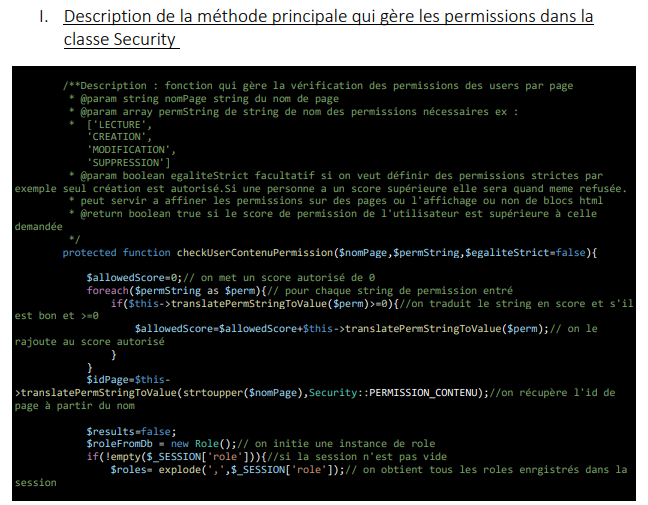 I. Description de la méthode principale qui gère les permissions dans la
classe Security
/**Description : fonction qui gère la vérification des permissions des users par page
* @param string nomPage string du nom de page
* @param array permString de string de nom des permissions nécessaires ex :
* ['LECTURE',
'CREATION',
'MODIFICATION',
'SUPPRESSION']
* @param boolean egaliteStrict facultatif si on veut définir des permissions strictes par
exemple seul création est autorisé.Si une personne a un score supérieure elle sera quand meme refusée.
* peut servir a affiner les permissions sur des pages ou l'affichage ou non de blocs html
* @return boolean true si le score de permission de l'utilisateur est supérieure à celle
demandée
*/
protected function checkUserContenuPermission($nomPage,$permString,$egaliteStrict=false){
$allowedScore=0;// on met un score autorisé de 0
foreach($permString as $perm){// pour chaque string de permission entré
if($this->translatePermStringToValue($perm)>=0){//on traduit le string en score et s'il
est bon et >=0
$allowedScore=$allowedScore+$this->translatePermStringToValue($perm);// on le
rajoute au score autorisé
}
}
$idPage=$this-
>translatePermStringToValue(strtoupper($nomPage),Security::PERMISSION_CONTENU);//on récupère l'id de
page à partir du nom
$results=false;
$roleFromDb = new Role();// on initie une instance de role
if(!empty($_SESSION['role'])){//si la session n'est pas vide
$roles= explode(',',$_SESSION['role']);// on obtient tous les roles enrgistrés dans la
session